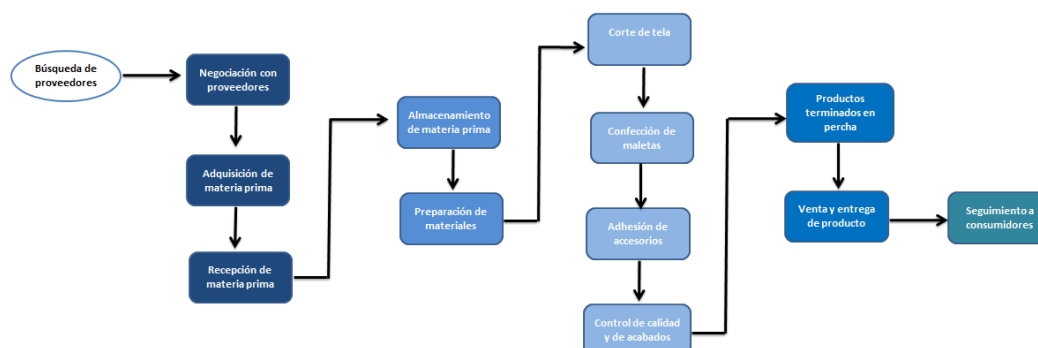 Búsqueda de
proveedores
Negociación con
proveedores
Adquisición de
materia prima
Recepción de
materia prima
Almacenamiento
de materia prima
Preparación de
materiales
Corte de tela
Confección de
maletas
Adhesión de
accesorios
Control de calidad
y de acabados
Productos
terminados en
percha
Venta y entrega
de producto
Seguimiento a
consumidores